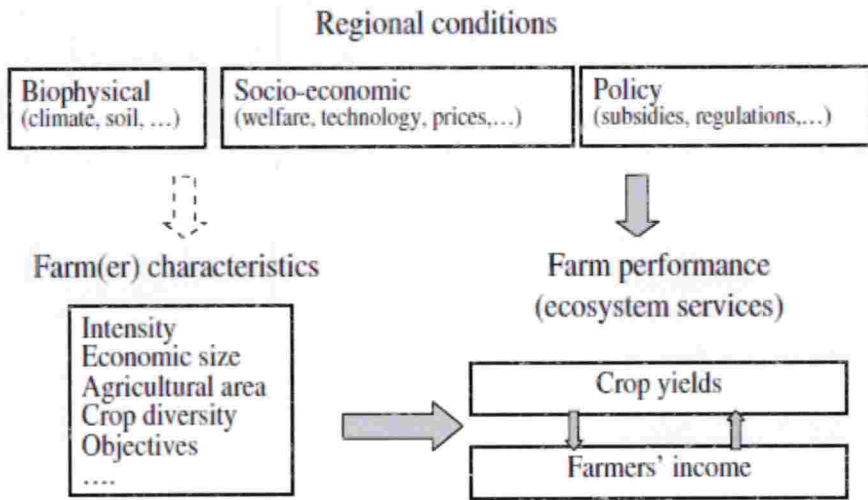 Regional conditions
Biophysical
(climate, soil, ...)
Socio-economic
(welfare, technology, prices,...)
Policy
(subsidies, regulations,...)
Farm(er) characteristics
Intensity
Economic size
Agricultural area
Crop diversity
Objectives
....
Farm performance
(ecosystem services)
Crop yields
Farmers' income